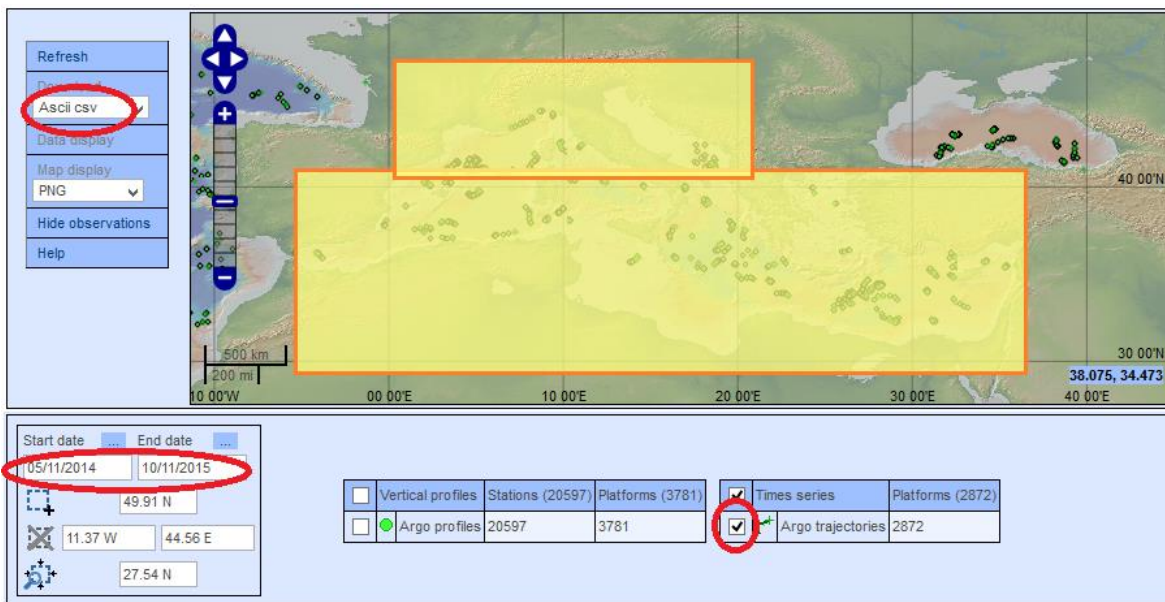 Refresh
Download
Ascii csv
Data display
Map display
PNG
Hide observations
Help
40 00'N
30 00'N
500 km
200 mi
38.075, 34.473
10 00'W
00 00'E
10 00'E
20 00'E
30 00'E
40 00'E
Start date ... End date ...
05/11/2014 10/11/2015
49.91 N
11.37 W 44.56 E
27.54 N
Vertical profiles Stations (20597) Platforms (3781)
Argo profiles 20597 3781
Times series Platforms (2872)
Argo trajectories 2872